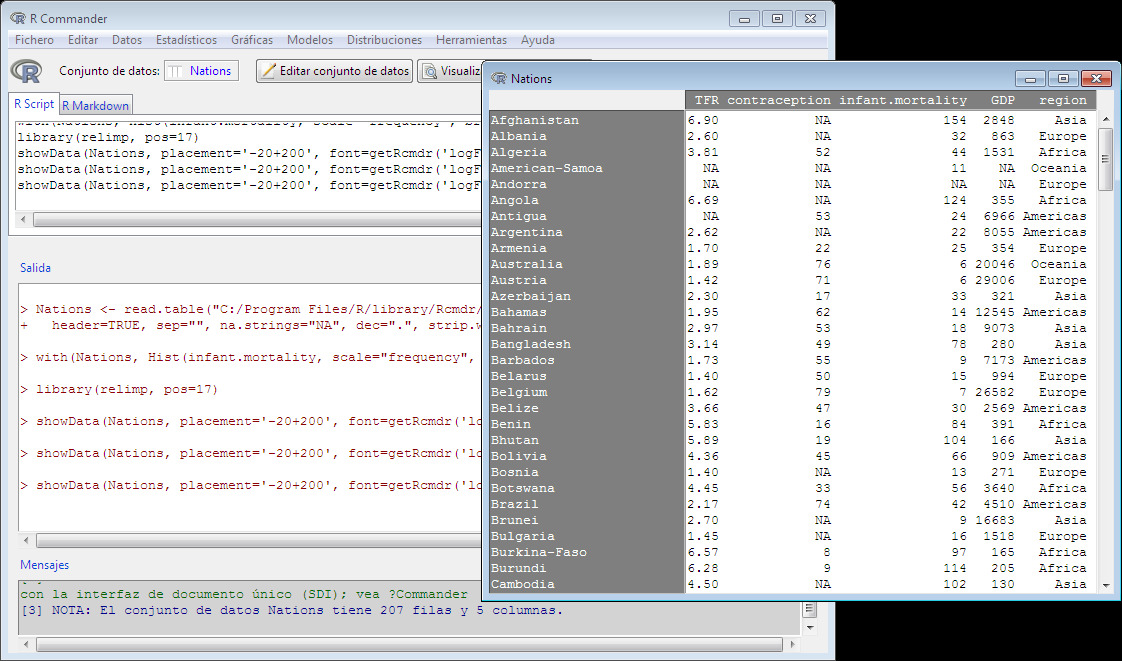 R Commander
Fichero Editar Datos Estadísticos Gráficas Modelos Distribuciones Herramientas Ayuda
R Conjunto de datos: Nations Editar conjunto de datos Visualiz
R Script R Markdown
library(relimp, pos=17)
showData(Nations, placement='-20+200', font=getRcmdr('logF
showData(Nations, placement='-20+200', font=getRcmdr('logF
showData(Nations, placement='-20+200', font=getRcmdr('logF
Salida
> Nations <- read.table("C:/Program Files/R/library/Rcmdr/
+   header=TRUE, sep="", na.strings="NA", dec=".", strip.w
> with(Nations, Hist(infant.mortality, scale="frequency",
> library(relimp, pos=17)
> showData(Nations, placement='-20+200', font=getRcmdr('lo
> showData(Nations, placement='-20+200', font=getRcmdr('lo
> showData(Nations, placement='-20+200', font=getRcmdr('lo
Mensajes
con la interfaz de documento único (SDI); vea ?Commander
[3] NOTA: El conjunto de datos Nations tiene 207 filas y 5 columnas.
Nations
TFR contraception infant.mortality GDP region
Afghanistan 6.90 NA 154 2848 Asia
Albania 2.60 NA 32 863 Europe
Algeria 3.81 52 44 1531 Africa
American-Samoa NA NA 11 NA Oceania
Andorra NA NA NA NA Europe
Angola 6.69 NA 124 355 Africa
Antigua NA 53 24 6966 Americas
Argentina 2.62 NA 22 8055 Americas
Armenia 1.70 22 25 354 Europe
Australia 1.89 76 6 20046 Oceania
Austria 1.42 71 6 29006 Europe
Azerbaijan 2.30 17 33 321 Asia
Bahamas 1.95 62 14 12545 Americas
Bahrain 2.97 53 18 9073 Asia
Bangladesh 3.14 49 78 280 Asia
Barbados 1.73 55 9 7173 Americas
Belarus 1.40 50 15 994 Europe
Belgium 1.62 79 7 26582 Europe
Belize 3.66 47 30 2569 Americas
Benin 5.83 16 84 391 Africa
Bhutan 5.89 19 104 166 Asia
Bolivia 4.36 45 66 909 Americas
Bosnia 1.40 NA 13 271 Europe
Botswana 4.45 33 56 3640 Africa
Brazil 2.17 74 42 4510 Americas
Brunei 2.70 NA 9 16683 Asia
Bulgaria 1.45 NA 16 1518 Europe
Burkina-Faso 6.57 8 97 165 Africa
Burundi 6.28 9 114 205 Africa
Cambodia 4.50 NA 102 130 Asia